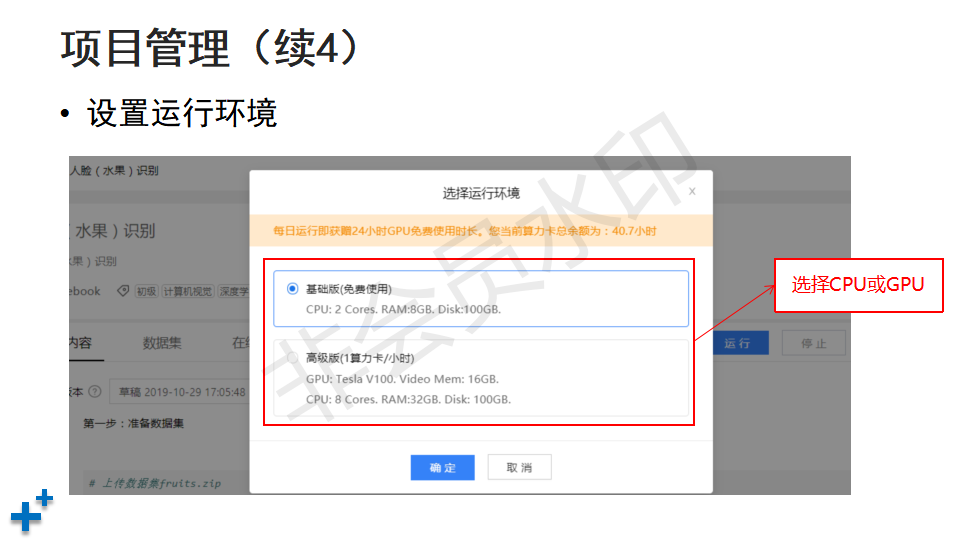 项目管理（续4）
• 设置运行环境
人脸（水果）识别
选择运行环境
x
每日运行即获赠24小时GPU免费使用时长。您当前算力卡总余额为：40.7小时
水果）识别
果）识别
ebook
初级
计算机视觉
深度学
基础版(免费使用)
CPU: 2 Cores. RAM:8GB. Disk:100GB.
选择CPU或GPU
内容
数据集
在线
运行
停止
高级版(1算力卡/小时)
GPU: Tesla V100. Video Mem: 16GB.
CPU: 8 Cores. RAM:32GB. Disk: 100GB.
版本
草稿 2019-10-29 17:05:48
第一步：准备数据集
确定
取消
# 上传数据集fruits.zip
非会员水印